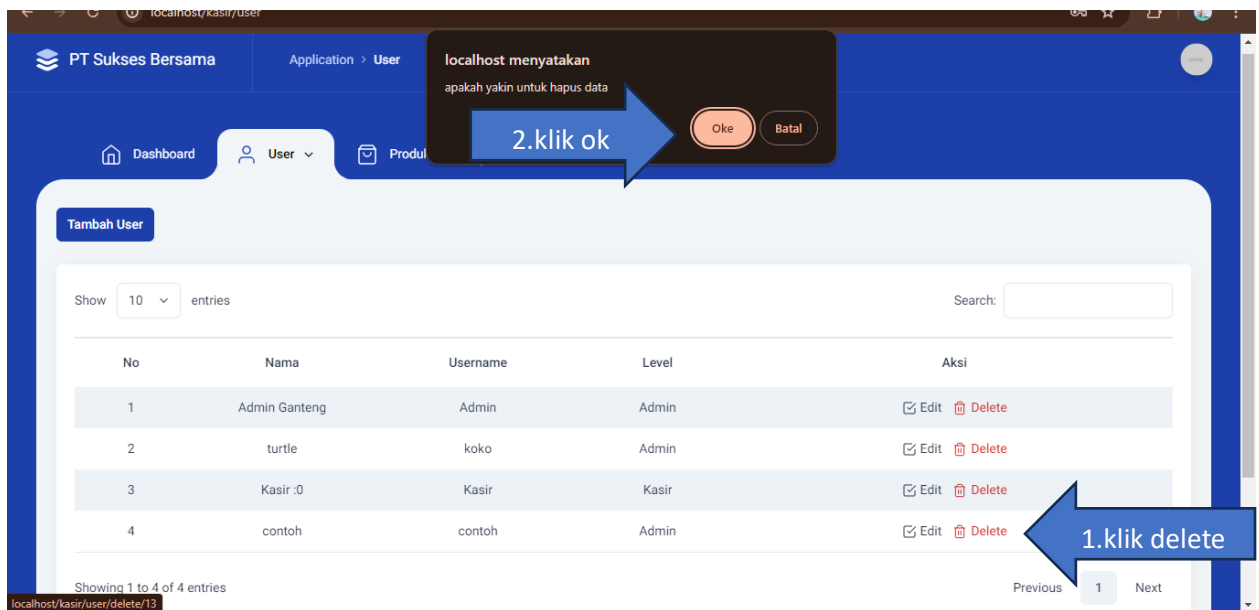 localhost/kasir/user
PT Sukses Bersama
Application > User
localhost menyatakan
apakah yakin untuk hapus data
Oke
Batal
2.klik ok
Dashboard
User
Produk
Tambah User
Show 10 entries
Search:
No Nama Username Level Aksi
1 Admin Ganteng Admin Admin Edit Delete
2 turtle koko Admin Edit Delete
3 Kasir :0 Kasir Kasir Edit Delete
4 contoh contoh Admin Edit Delete
1.klik delete
Showing 1 to 4 of 4 entries
Previous 1 Next
localhost/kasir/user/delete/13